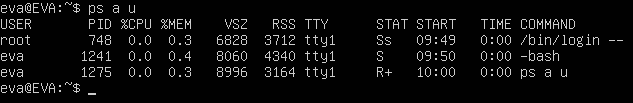 eva@EVA:~$ ps a u
USER       PID %CPU %MEM    VSZ   RSS TTY      STAT START   TIME COMMAND
root       748  0.0  0.3   6828  3712 tty1     Ss   09:49   0:00 /bin/login --
eva       1241  0.0  0.4   8060  4340 tty1     S    09:50   0:00 -bash
eva       1275  0.0  0.3   8996  3164 tty1     R+   10:00   0:00 ps a u
eva@EVA:~$ _